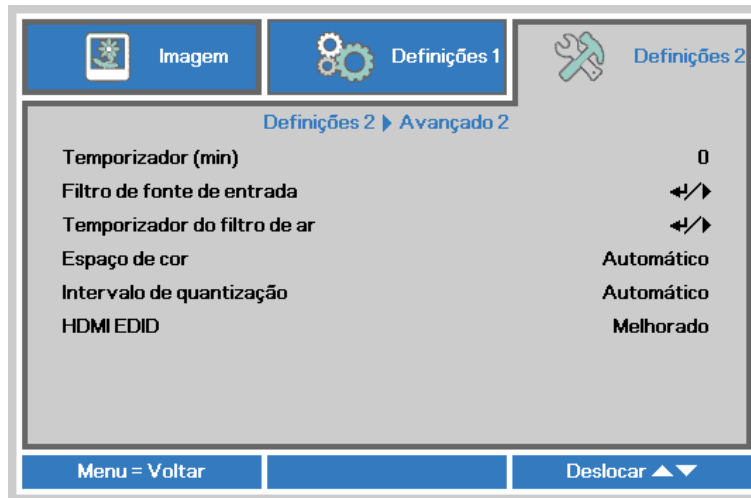 Imagem
Definições 1
Definições 2
Definições 2 Avançado 2
Temporizador (min) 0
Filtro de fonte de entrada /
Temporizador do filtro de ar /
Espaço de cor Automático
Intervalo de quantização Automático
HDMI EDID Melhorado
Menu = Voltar Deslocar